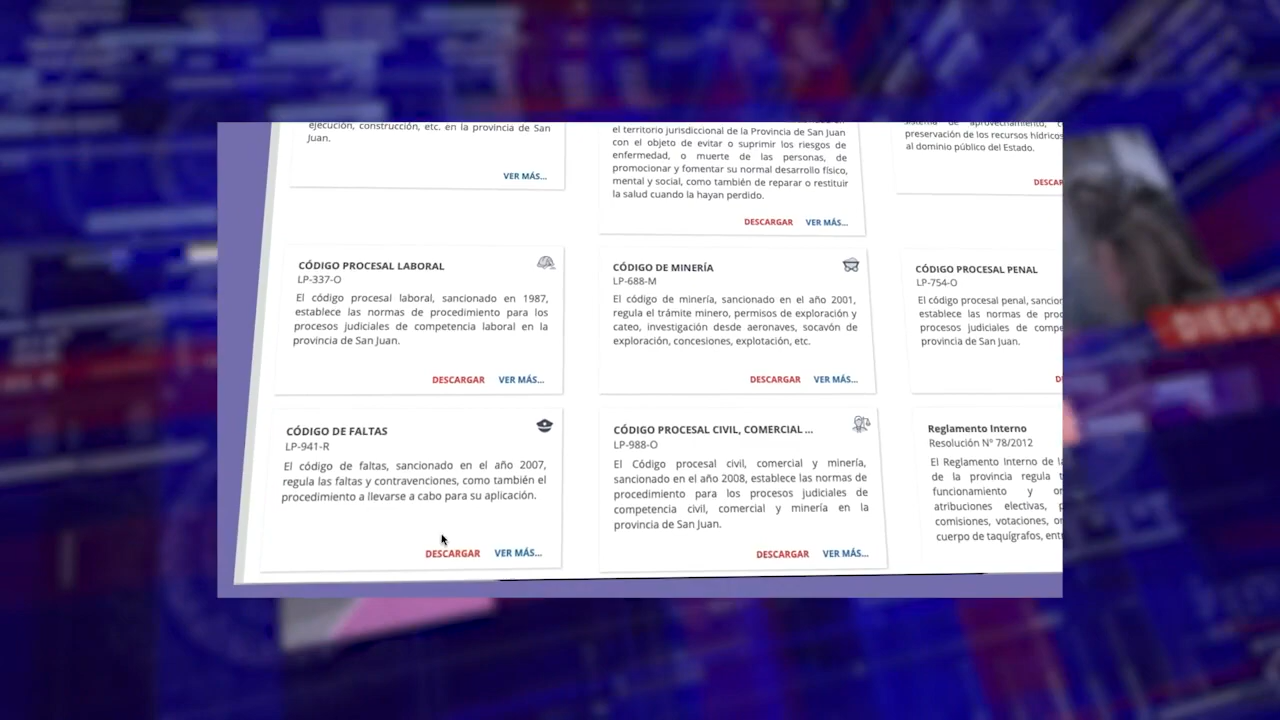 ejecución, construcción, etc. en la provincia de San
Juan.
VER MÁS...
el territorio jurisdiccional de la Provincia de San Juan
con el objeto de evitar o suprimir los riesgos de
enfermedad, o muerte de las personas, de
promocionar y fomentar su normal desarrollo físico,
mental y social, como también de reparar o restituir
la salud cuando la hayan perdido.
DESCARGAR VER MÁS...
preservación de los recursos hídricos
al dominio público del Estado.
DESCAR
CÓDIGO PROCESAL LABORAL
LP-337-O
El código procesal laboral, sancionado en 1987,
establece las normas de procedimiento para los
procesos judiciales de competencia laboral en la
provincia de San Juan.
DESCARGAR VER MÁS...
CÓDIGO DE MINERÍA
LP-688-M
El código de minería, sancionado en el año 2001,
regula el trámite minero, permisos de exploración y
cateo, investigación desde aeronaves, socavón de
exploración, concesiones, explotación, etc.
DESCARGAR VER MÁS...
CÓDIGO PROCESAL PENAL
LP-754-O
El código procesal penal, sancion
establece las normas de proc
procesos judiciales de compe
provincia de San Juan.
CÓDIGO DE FALTAS
LP-941-R
El código de faltas, sancionado en el año 2007,
regula las faltas y contravenciones, como también el
procedimiento a llevarse a cabo para su aplicación.
DESCARGAR VER MÁS...
CÓDIGO PROCESAL CIVIL, COMERCIAL ...
LP-988-O
El Código procesal civil, comercial y minería,
sancionado en el año 2008, establece las normas de
procedimiento para los procesos judiciales de
competencia civil, comercial y minería en la
provincia de San Juan.
DESCARGAR VER MÁS...
Reglamento Interno
Resolución Nº 78/2012
El Reglamento Interno de la
de la provincia regula
funcionamiento y
atribuciones electivas,
comisiones, votaciones,
cuerpo de taquígrafos,
DIEGO